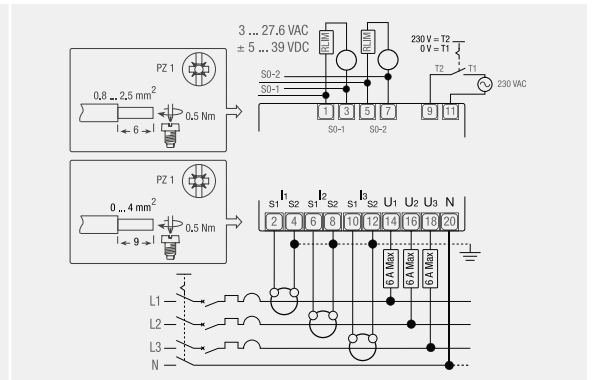 3 ... 27.6 VAC
± 5 ... 39 VDC
RLIM
RLIM
230 V = T2
0 V = T1
T2
T1
230 VAC
S0-2
S0-1
1
3
5
7
9
11
S0-1
S0-2
PZ 1
0,8 ... 2,5 mm²
6
0.5 Nm
PZ 1
0 ... 4 mm²
9
0.5 Nm
I1
I2
I3
S1
S2
S1
S2
S1
S2
U1
U2
U3
N
2
4
6
8
10
12
14
16
18
20
6 A Max
6 A Max
6 A Max
L1
L2
L3
N